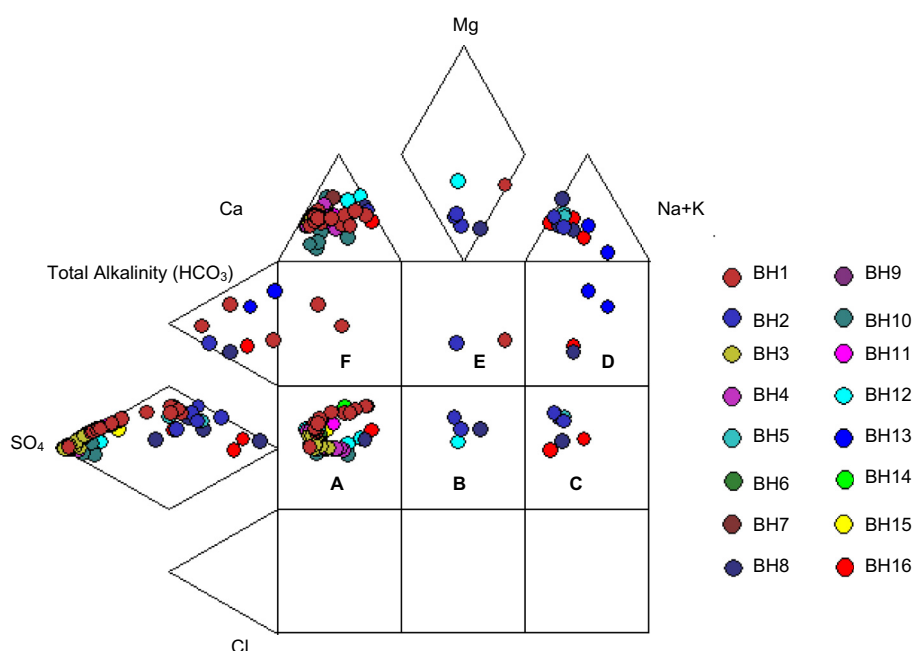 Mg
Ca
Na+K
Total Alkalinity (HCO₃)
F
E
D
SO₄
A
B
C
Cl
BH1
BH2
BH3
BH4
BH5
BH6
BH7
BH8
BH9
BH10
BH11
BH12
BH13
BH14
BH15
BH16